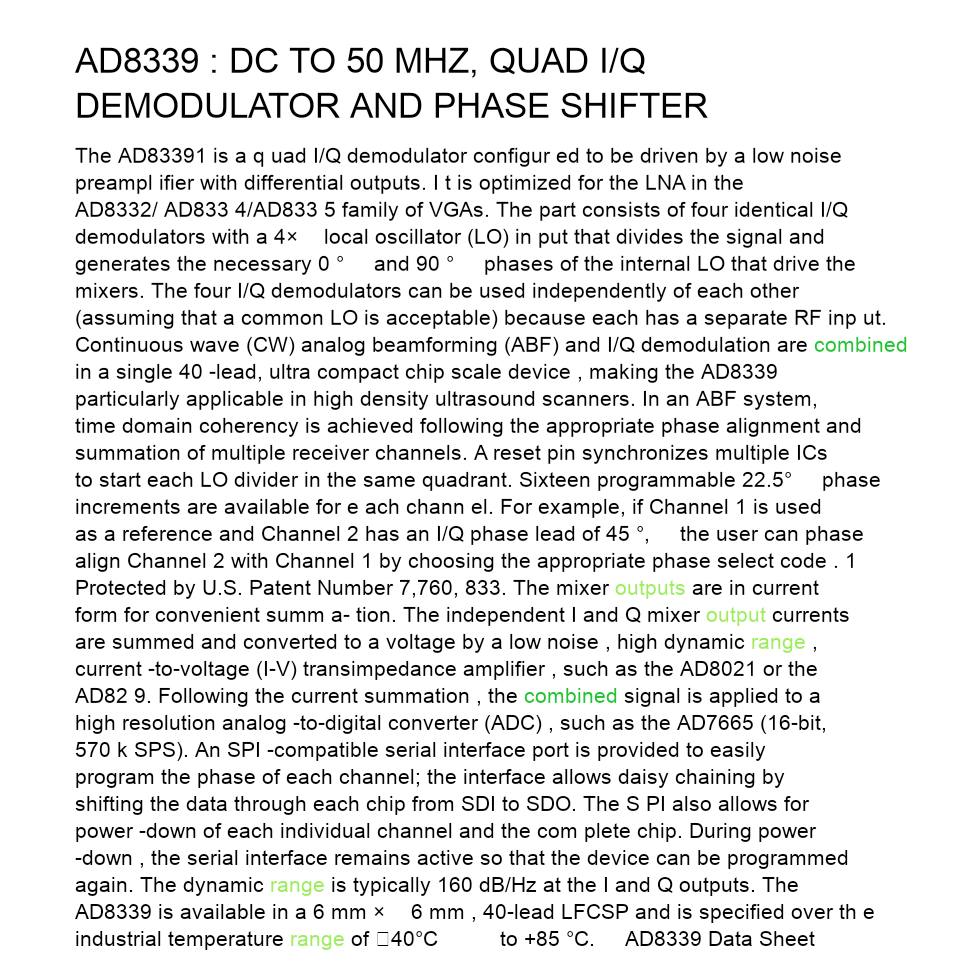 AD8339 : DC TO 50 MHZ, QUAD I/Q
DEMODULATOR AND PHASE SHIFTER
The AD83391 is a q uad I/Q demodulator configur ed to be driven by a low noise
preampl ifier with differential outputs. I t is optimized for the LNA in the
AD8332/ AD833 4/AD833 5 family of VGAs. The part consists of four identical I/Q
demodulators with a 4× local oscillator (LO) in put that divides the signal and
generates the necessary 0 ° and 90 ° phases of the internal LO that drive the
mixers. The four I/Q demodulators can be used independently of each other
(assuming that a common LO is acceptable) because each has a separate RF inp ut.
Continuous wave (CW) analog beamforming (ABF) and I/Q demodulation are combined
in a single 40 -lead, ultra compact chip scale device , making the AD8339
particularly applicable in high density ultrasound scanners. In an ABF system,
time domain coherency is achieved following the appropriate phase alignment and
summation of multiple receiver channels. A reset pin synchronizes multiple ICs
to start each LO divider in the same quadrant. Sixteen programmable 22.5° phase
increments are available for e ach chann el. For example, if Channel 1 is used
as a reference and Channel 2 has an I/Q phase lead of 45 °, the user can phase
align Channel 2 with Channel 1 by choosing the appropriate phase select code . 1
Protected by U.S. Patent Number 7,760, 833. The mixer outputs are in current
form for convenient summ a- tion. The independent I and Q mixer output currents
are summed and converted to a voltage by a low noise , high dynamic range ,
current -to-voltage (I-V) transimpedance amplifier , such as the AD8021 or the
AD82 9. Following the current summation , the combined signal is applied to a
high resolution analog -to-digital converter (ADC) , such as the AD7665 (16-bit,
570 k SPS). An SPI -compatible serial interface port is provided to easily
program the phase of each channel; the interface allows daisy chaining by
shifting the data through each chip from SDI to SDO. The S PI also allows for
power -down of each individual channel and the com plete chip. During power
-down , the serial interface remains active so that the device can be programmed
again. The dynamic range is typically 160 dB/Hz at the I and Q outputs. The
AD8339 is available in a 6 mm × 6 mm , 40-lead LFCSP and is specified over th e
industrial temperature range of □40°C to +85 °C. AD8339 Data Sheet